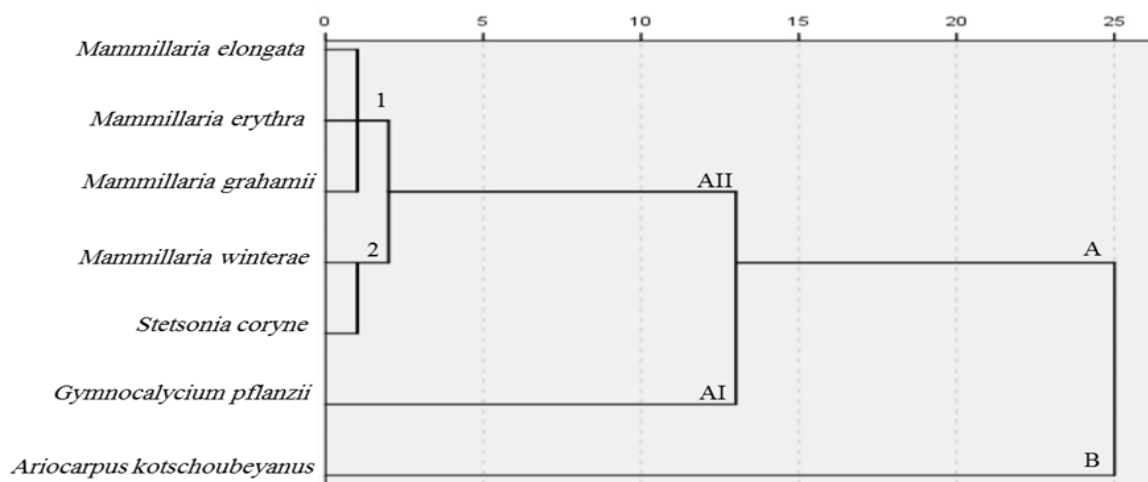 0 5 10 15 20 25
Mammillaria elongata
1
Mammillaria erythra
Mammillaria grahamii
AII
2
A
Mammillaria winterae
Stetsonia coryne
Gymnocalycium pflanzii
AI
Ariocarpus kotschoubeyanus
B